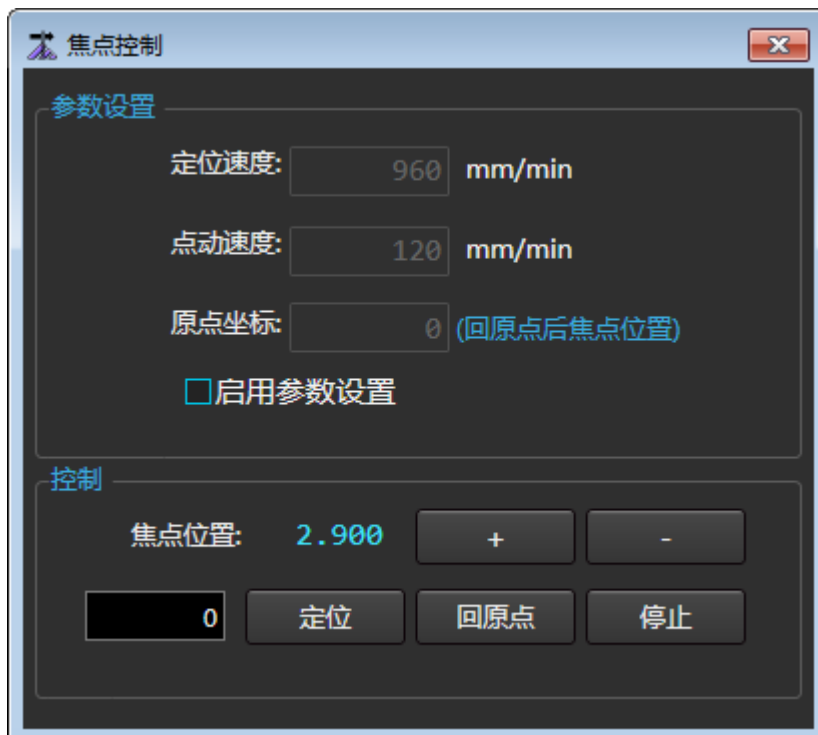 焦点控制
参数设置
定位速度: 960 mm/min
点动速度: 120 mm/min
原点坐标: 0 (回原点后焦点位置)
启用参数设置
控制
焦点位置: 2.900 + -
0 定位 回原点 停止